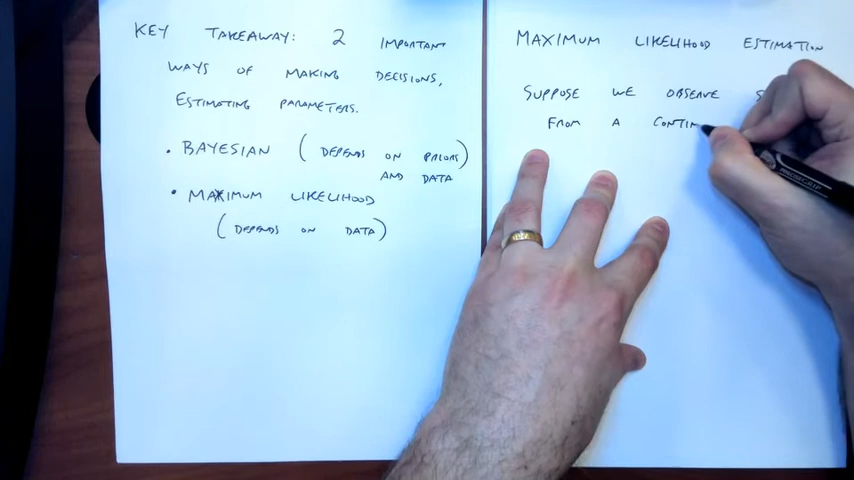 KEY TAKEAWAY: 2 IMPORTANT
WAYS OF MAKING DECISIONS,
ESTIMATING PARAMETERS.
• BAYESIAN (DEPENDS ON PRIORS)
AND DATA
• MAXIMUM LIKELIHOOD
(DEPENDS ON DATA)
MAXIMUM LIKELIHOOD ESTIMATION
SUPPOSE WE OBSERVE S
FROM A CONTIN